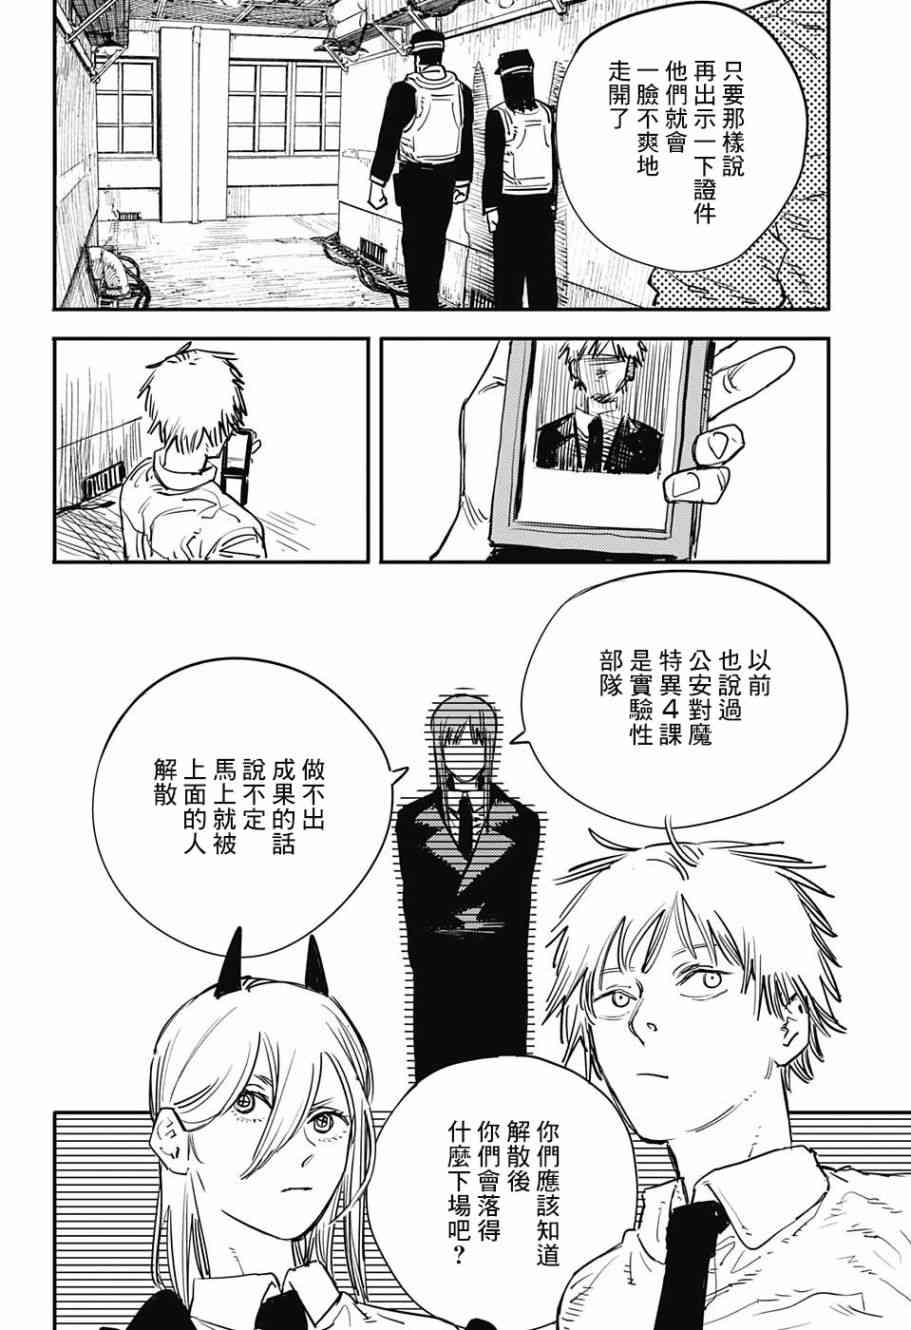 只要那樣說
再出示一下證件
他們就會
一臉不爽地
走開了
以前
也說過
公安對魔
特異4課
是實驗性
部隊
做不出
成果的話
說不定
馬上就被
上面的人
解散
你們應該知道
解散後
你們會落得
什麼下場吧？